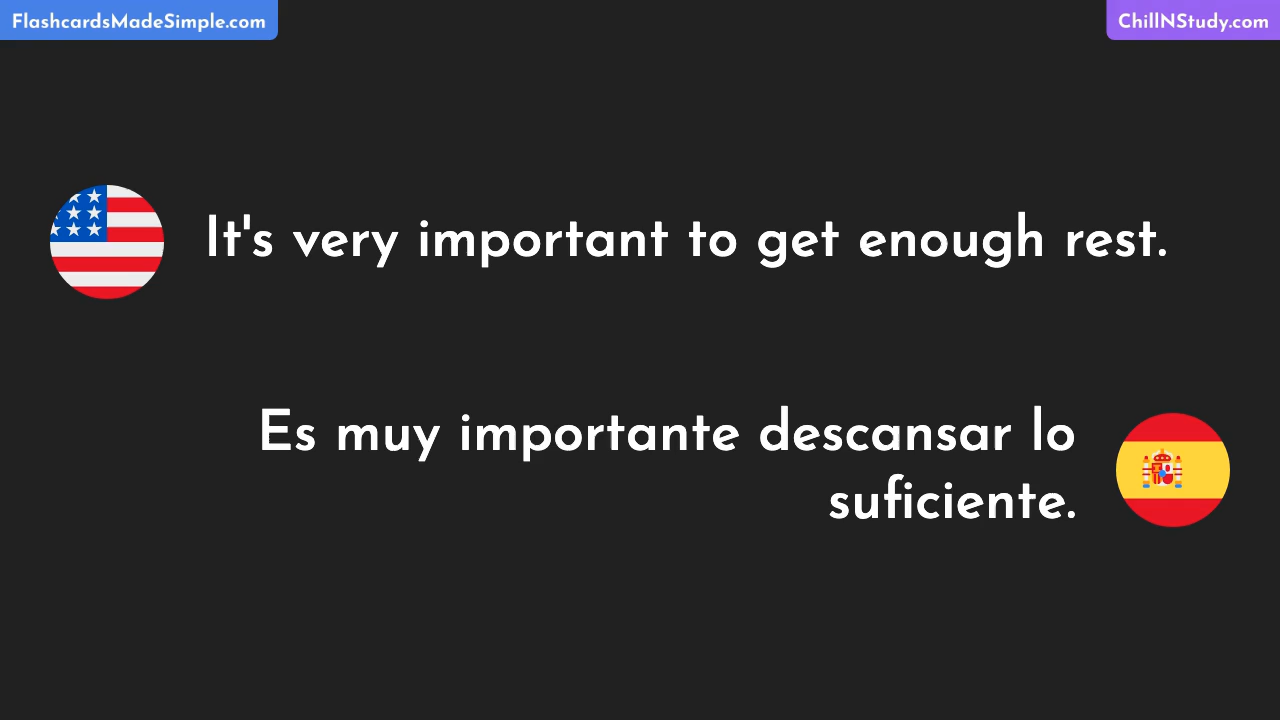 FlashcardsMadeSimple.com
ChillNStudy.com
It's very important to get enough rest.
Es muy importante descansar lo
suficiente.